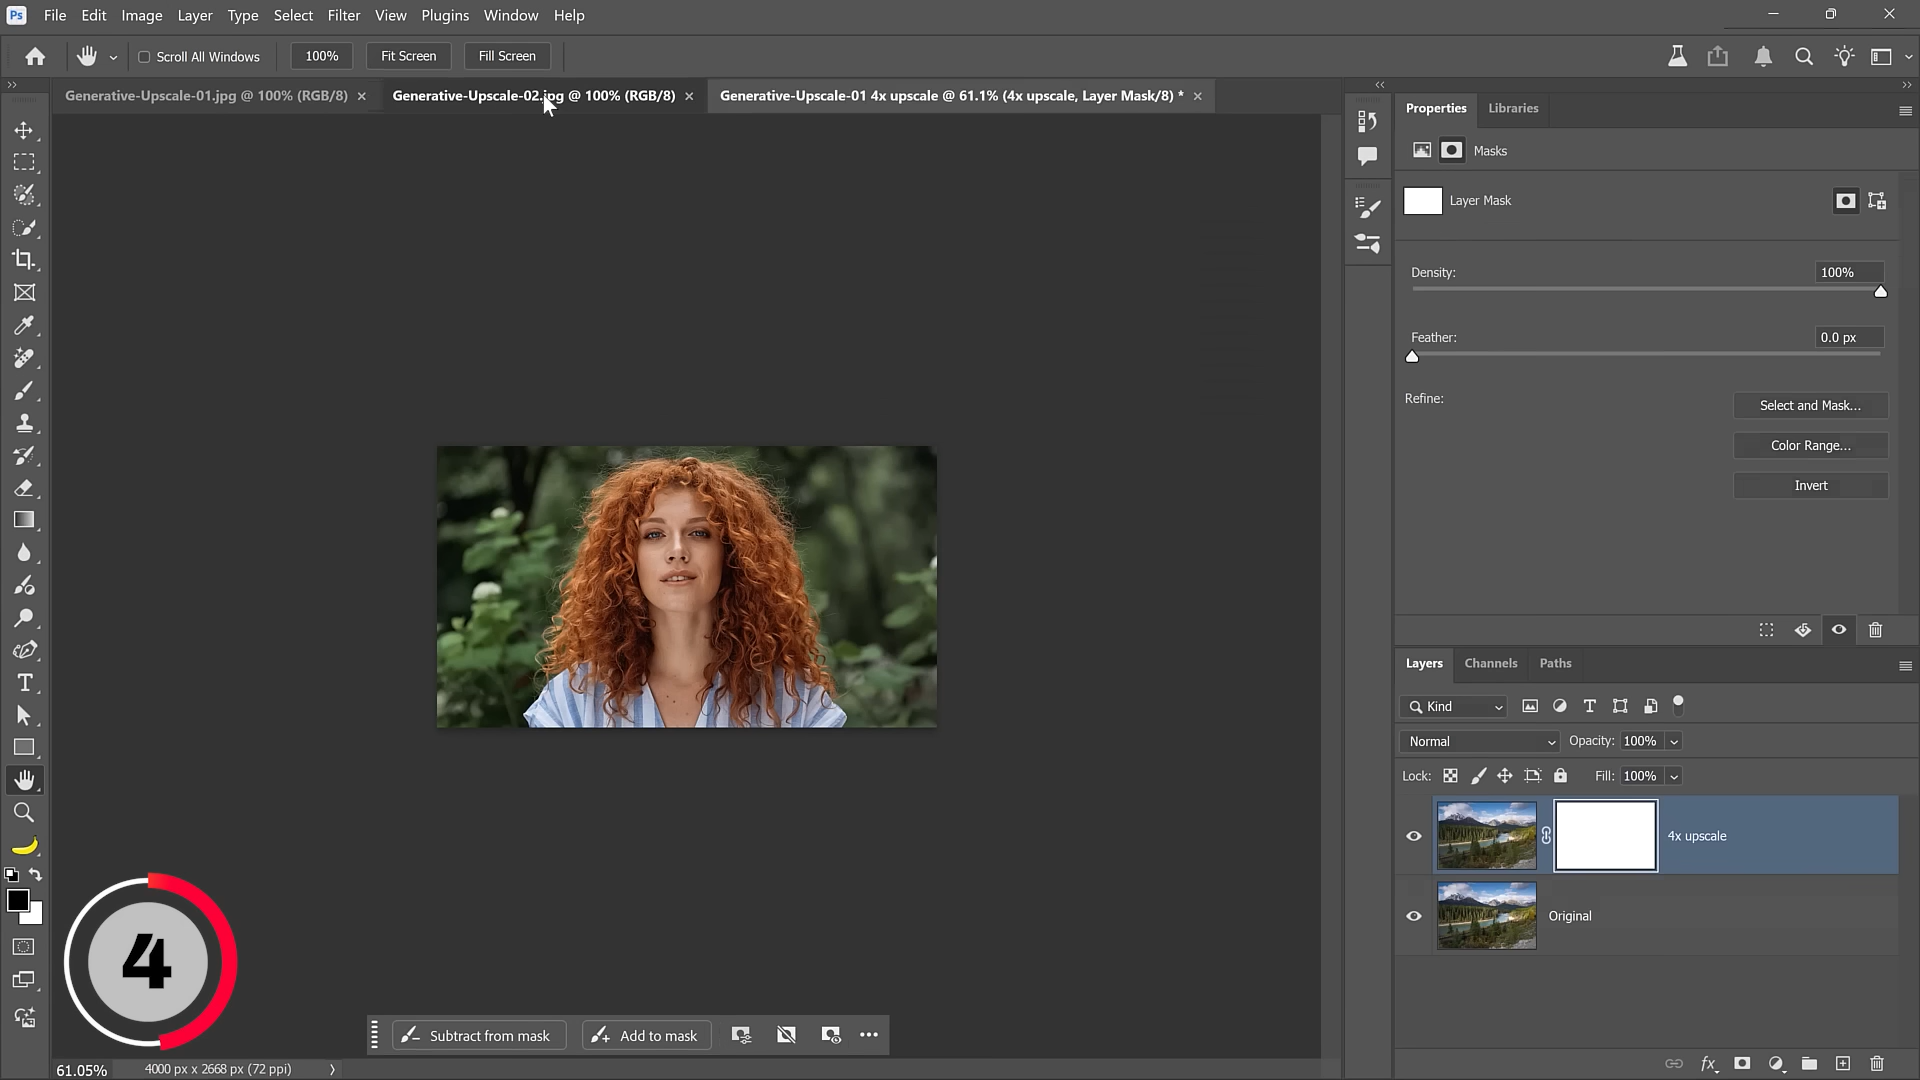 Ps File Edit Image Layer Type Select Filter View Plugins Window Help
Scroll All Windows 100% Fit Screen Fill Screen
Generative-Upscale-01.jpg @ 100% (RGB/8) × Generative-Upscale-02.jpg @ 100% (RGB/8) × Generative-Upscale-01 4x upscale @ 61.1% (4x upscale, Layer Mask/8) * ×
Properties Libraries
Masks
Layer Mask
Density: 100%
Feather: 0.0 px
Refine:
Select and Mask...
Color Range...
Invert
Layers Channels Paths
Kind
Normal Opacity: 100%
Lock: Fill: 100%
4x upscale
Original
4
Subtract from mask Add to mask
61.05% 4000 px x 2668 px (72 ppi)
fx